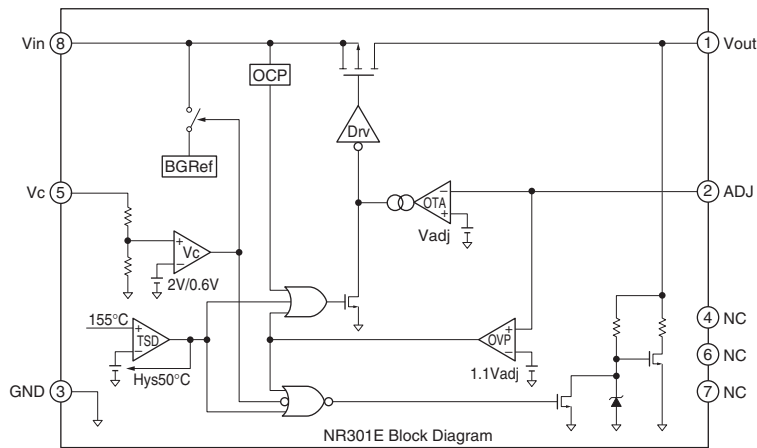 Vin 8
1 Vout
OCP
Drv
BGRef
Vc 5
2 ADJ
−
OTA
+
Vadj
+
Vc
−
2V/0.6V
4 NC
155°C
+
TSD
−
+
OVP
−
6 NC
Hys50°C
1.1Vadj
GND 3
7 NC
NR301E Block Diagram